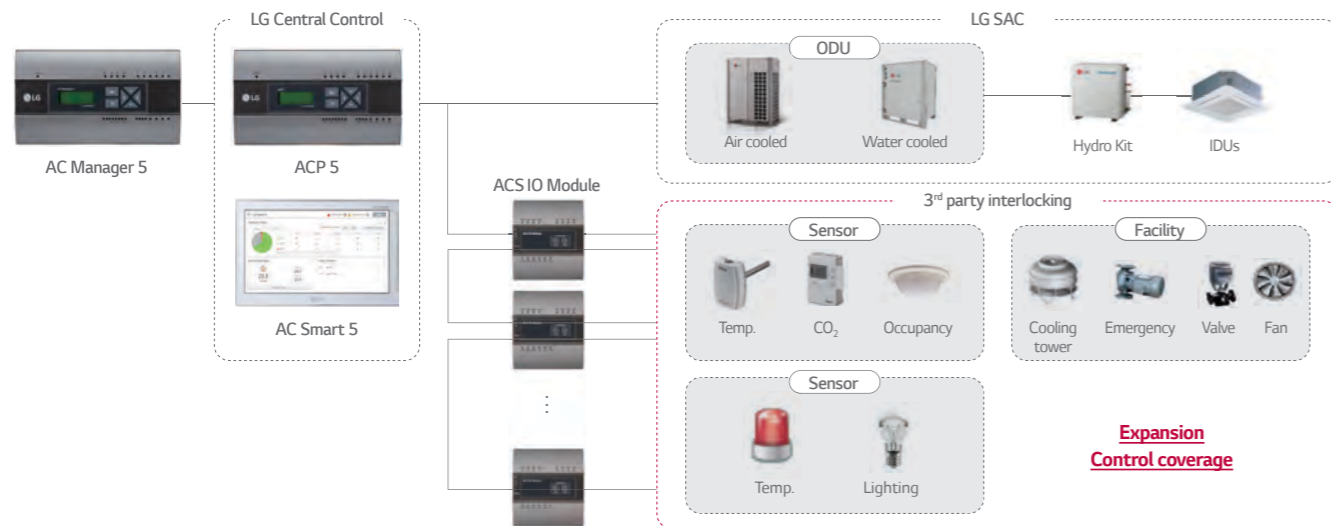 LG Central Control
LG SAC
ODU
LG
LG
Air cooled
Water cooled
Hydro Kit
IDUs
AC Manager 5
ACP 5
ACS IO Module
3rd party interlocking
Sensor
Facility
AC Smart 5
Temp.
CO2
Occupancy
Cooling
tower
Emergency
Valve
Fan
Sensor
Temp.
Lighting
Expansion
Control coverage